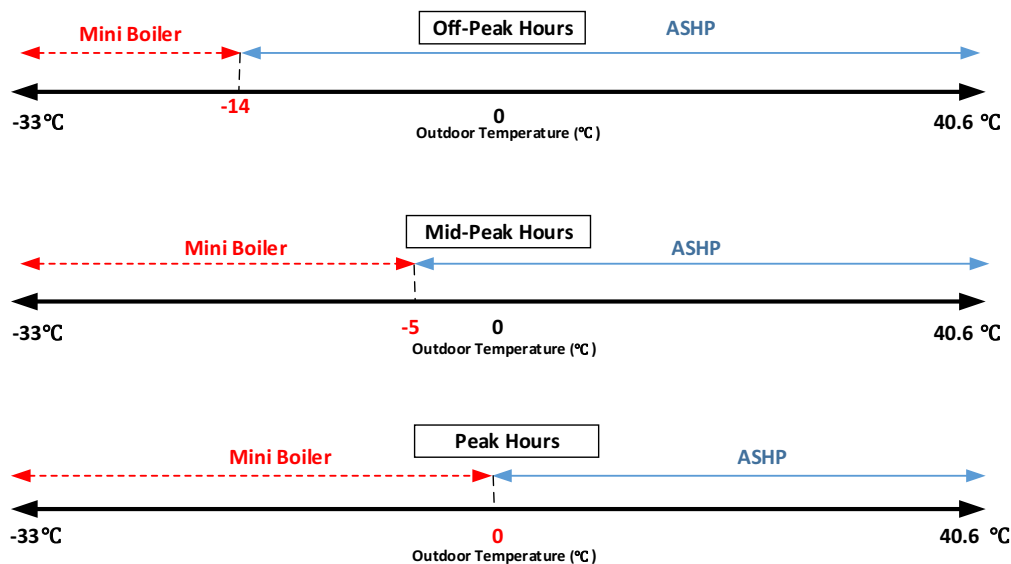 Mini Boiler
Off-Peak Hours
ASHP
-33℃
-14
0
40.6 ℃
Outdoor Temperature (℃)
Mid-Peak Hours
Mini Boiler
ASHP
-33℃
-5
0
40.6 ℃
Outdoor Temperature (℃)
Peak Hours
Mini Boiler
ASHP
-33℃
0
40.6 ℃
Outdoor Temperature (℃)